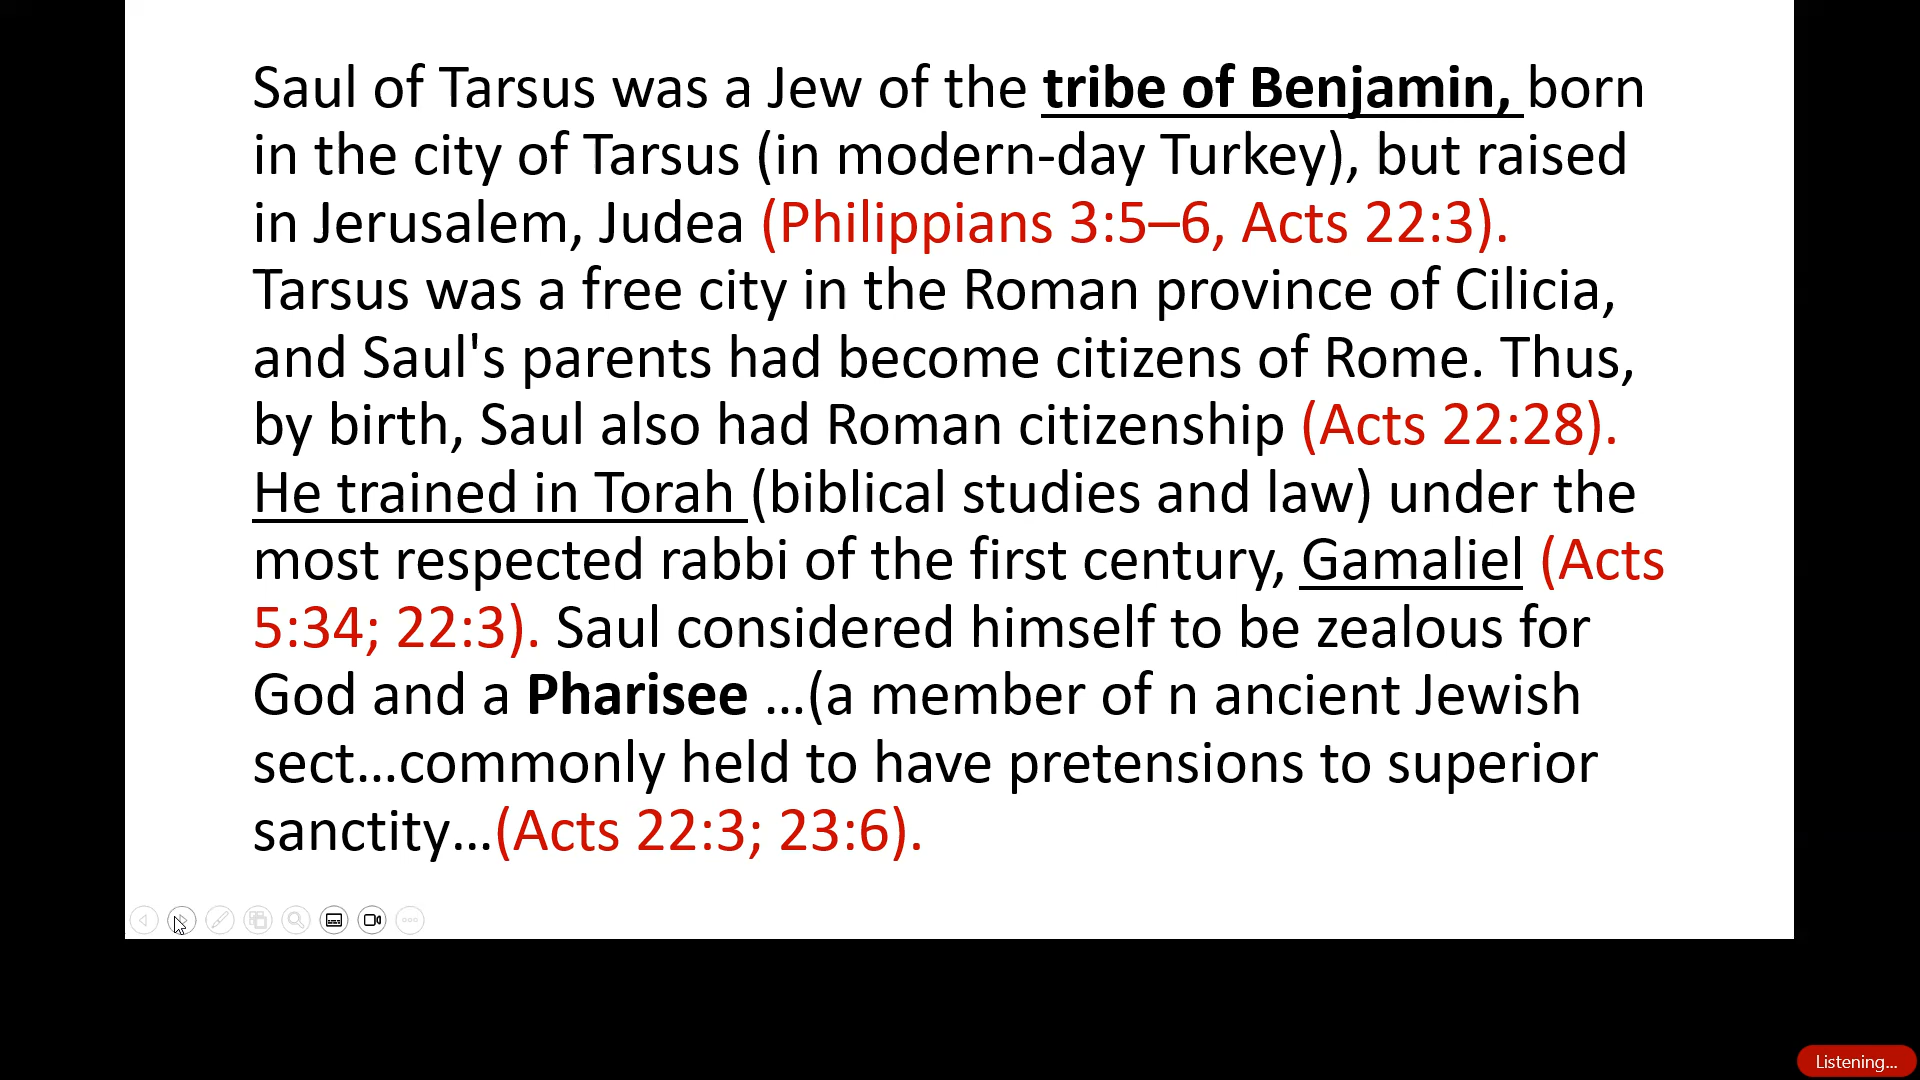 Saul of Tarsus was a Jew of the tribe of Benjamin, born
in the city of Tarsus (in modern-day Turkey), but raised
in Jerusalem, Judea (Philippians 3:5–6, Acts 22:3).
Tarsus was a free city in the Roman province of Cilicia,
and Saul's parents had become citizens of Rome. Thus,
by birth, Saul also had Roman citizenship (Acts 22:28).
He trained in Torah (biblical studies and law) under the
most respected rabbi of the first century, Gamaliel (Acts
5:34; 22:3). Saul considered himself to be zealous for
God and a Pharisee …(a member of n ancient Jewish
sect…commonly held to have pretensions to superior
sanctity…(Acts 22:3; 23:6).
Listening...